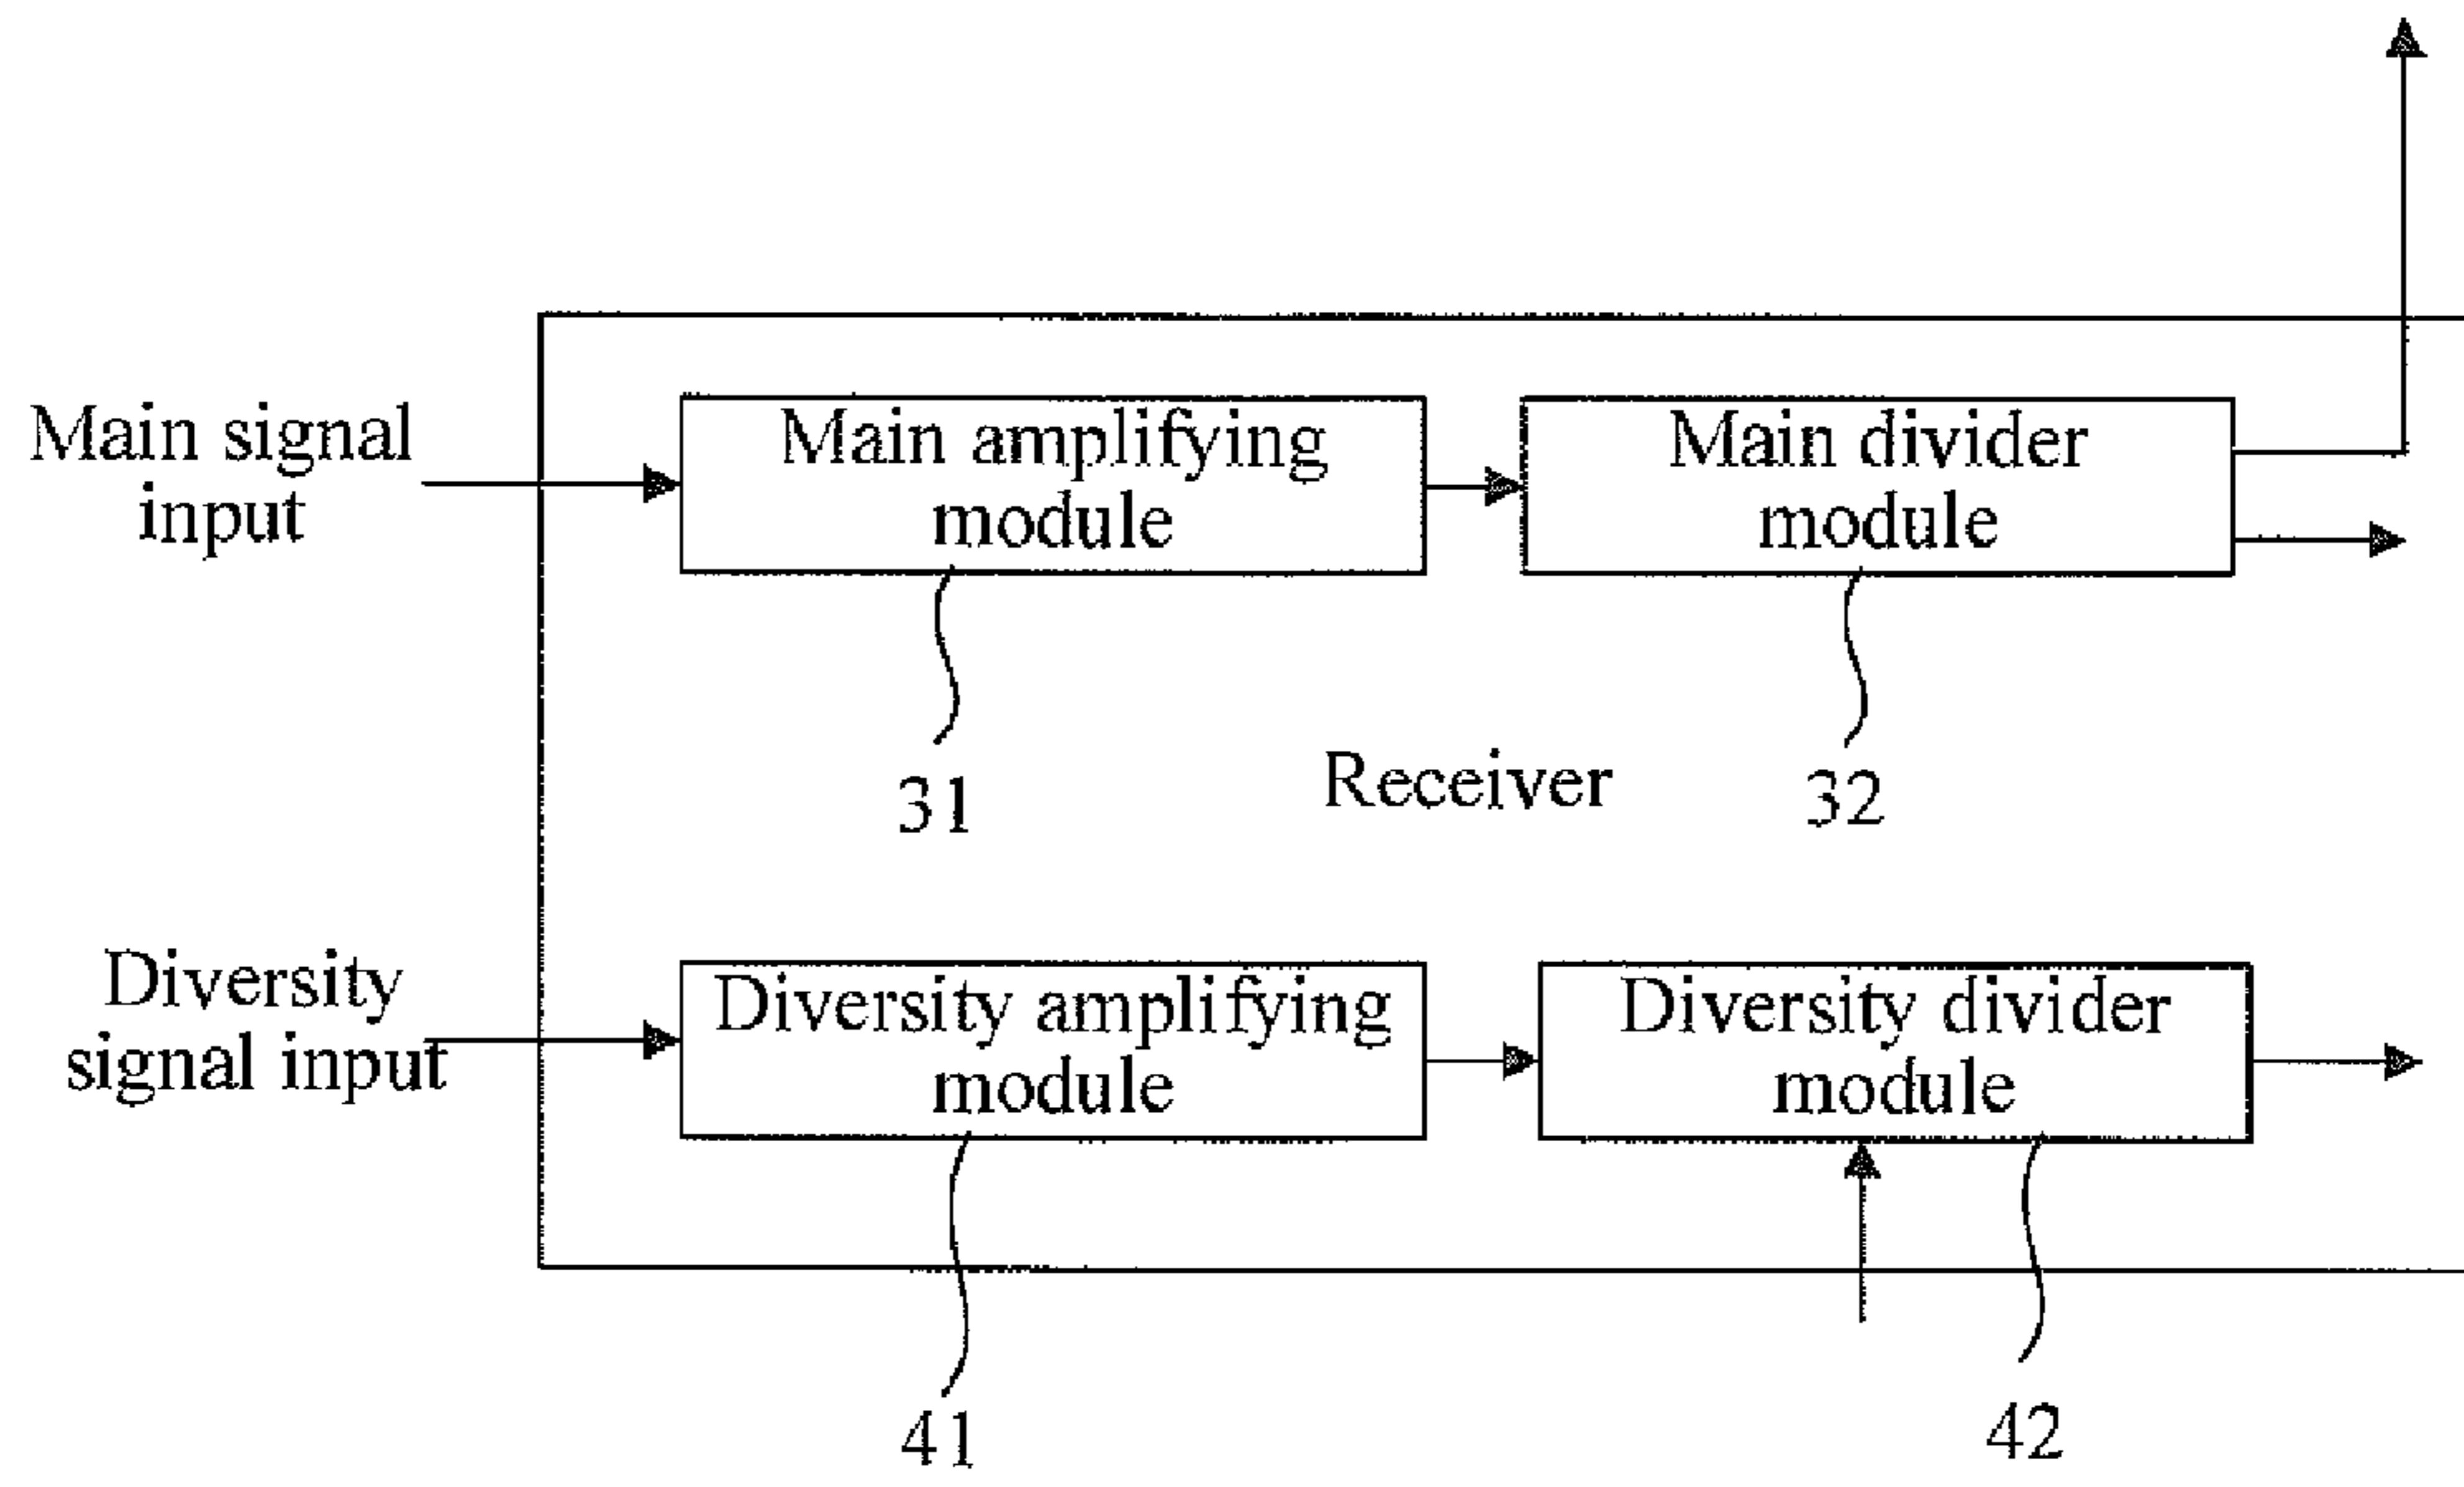 Main signal
input
Main amplifying
module
Main divider
module
31
Receiver
32
Diversity
signal input
Diversity amplifying
module
Diversity divider
module
41
42